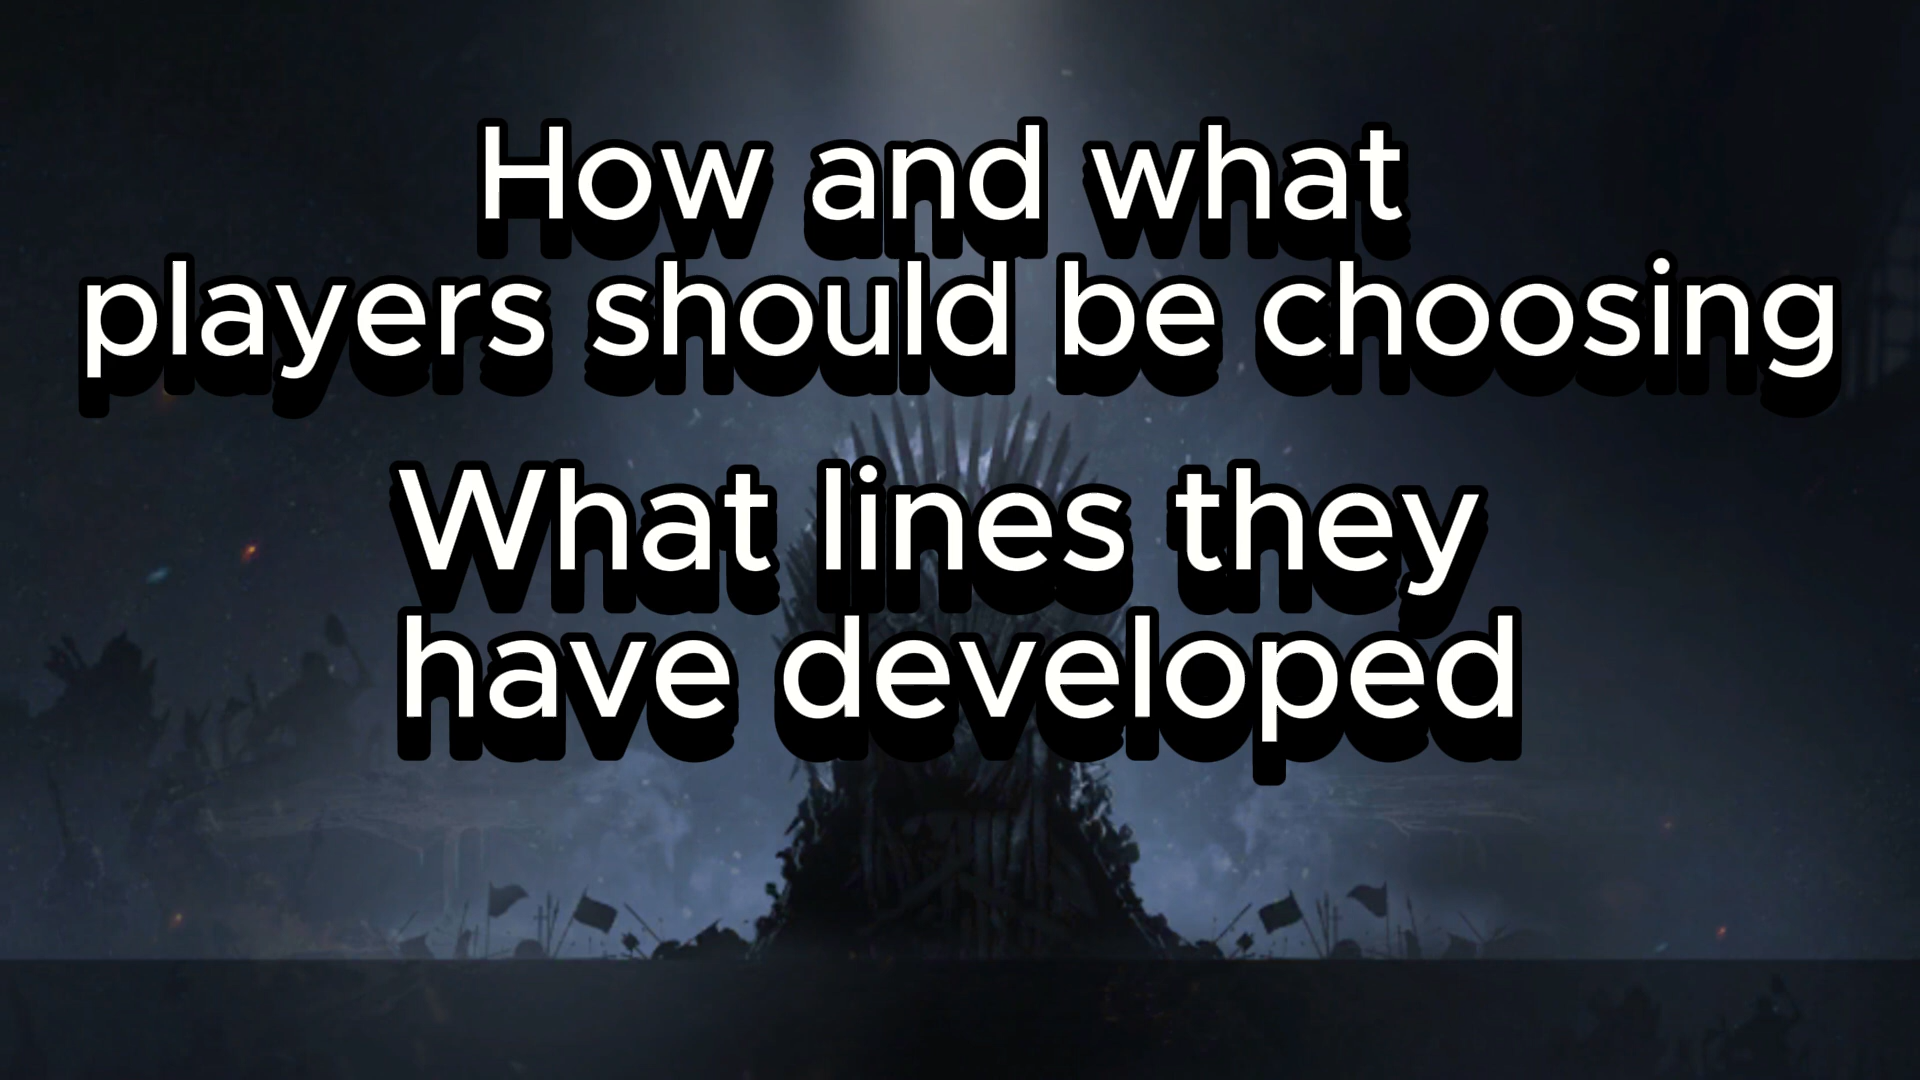 How and what
players should be choosing
What lines they
have developed